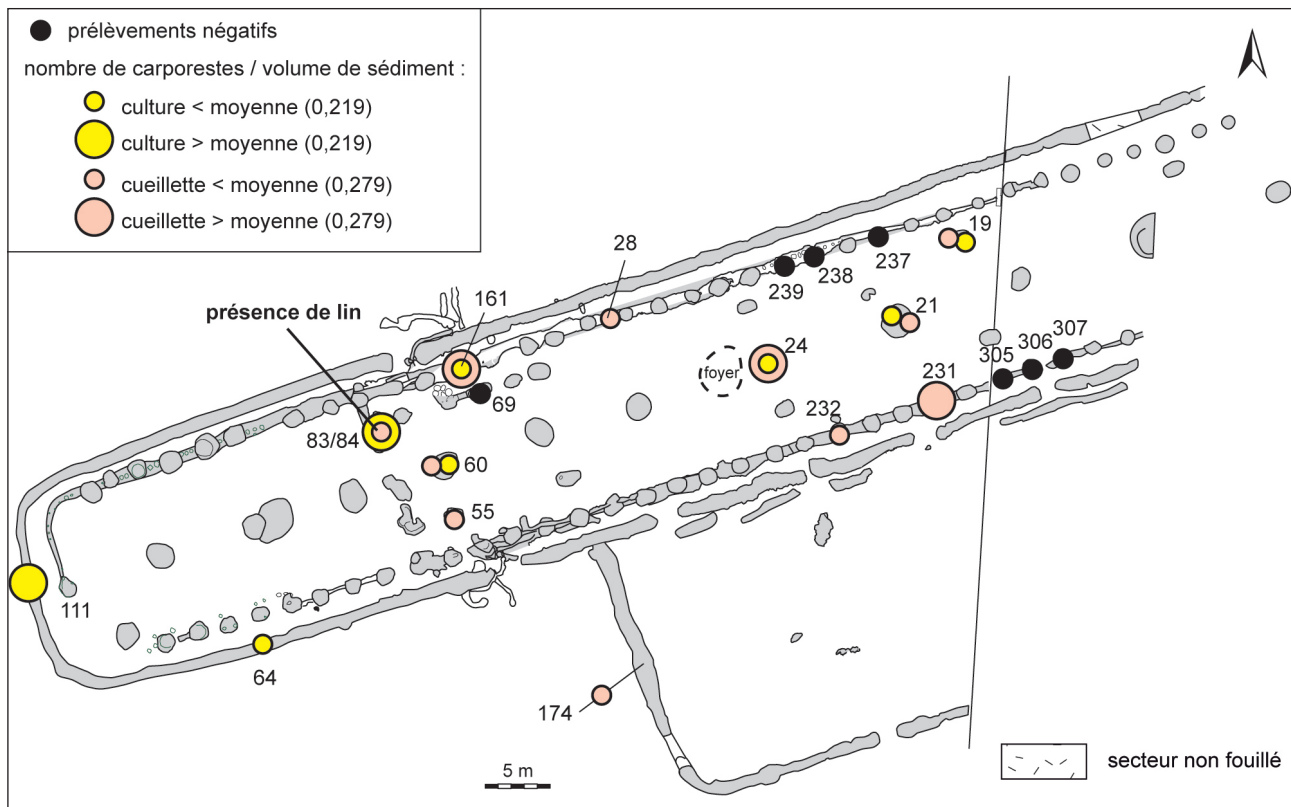 prélèvements négatifs
nombre de carporestes / volume de sédiment :
culture < moyenne (0,219)
culture > moyenne (0,219)
cueillette < moyenne (0,279)
cueillette > moyenne (0,279)
19
28
237
238
239
161
présence de lin
21
24
foyer
307
306
305
231
69
232
83/84
60
55
111
64
174
5 m
secteur non fouillé